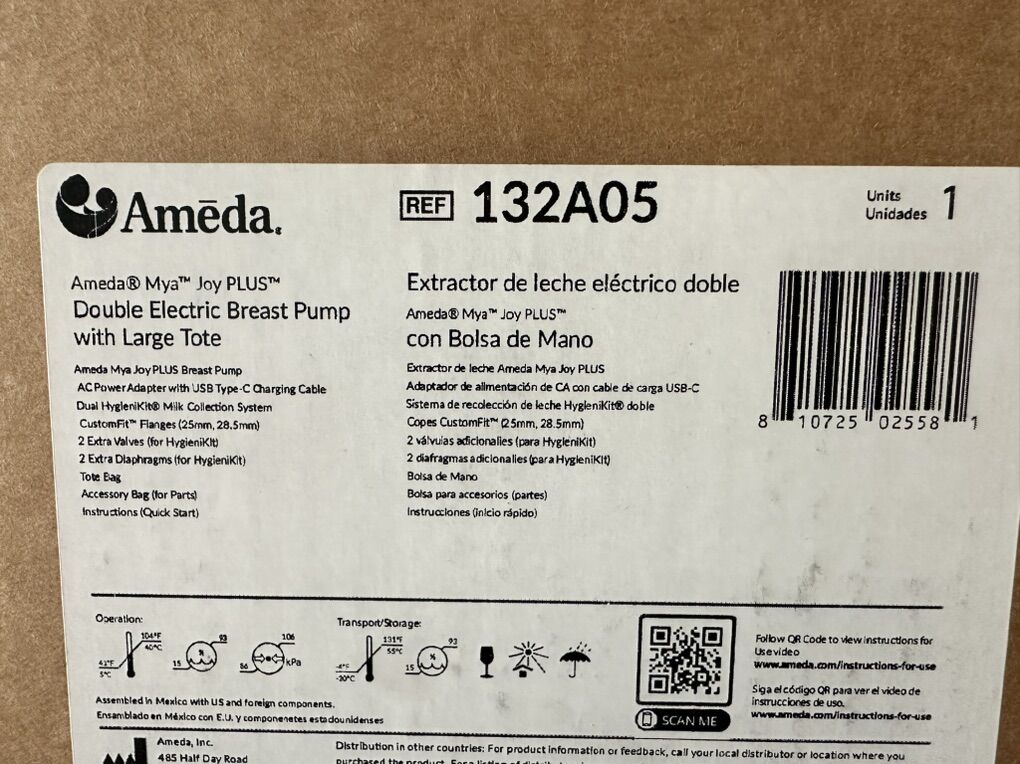 Amēda.
REF 132A05
Units
Unidades 1
Ameda® Mya™ Joy PLUS™
Double Electric Breast Pump
with Large Tote
Ameda Mya Joy PLUS Breast Pump
AC Power Adapter with USB Type-C Charging Cable
Dual HygieniKit® Milk Collection System
CustomFit™ Flanges (25mm, 28.5mm)
2 Extra Valves (for HygieniKit)
2 Extra Diaphragms (for HygieniKit)
Tote Bag
Accessory Bag (for Parts)
Instructions (Quick Start)
Extractor de leche eléctrico doble
Ameda® Mya™ Joy PLUS™
con Bolsa de Mano
Extractor de leche Ameda Mya Joy PLUS
Adaptador de alimentación de CA con cable de carga USB-C
Sistema de recolección de leche HygieniKit® doble
Copes CustomFit™ (25mm, 28.5mm)
2 válvulas adicionales (para HygieniKit)
2 diafragmas adicionales (para HygieniKit)
Bolsa de Mano
Bolsa para accesorios (partes)
Instrucciones (inicio rápido)
8 10725 02558 1
Operation:
104°F
40°C
41°F
5°C
93
%
15
106
86
kPa
Transport/Storage:
131°F
55°C
-4°F
-20°C
93
%
15
SCAN ME
Follow QR Code to view instructions for
Use video
www.ameda.com/instructions-for-use
Siga el código QR para ver el video de
instrucciones de uso.
www.ameda.com/instructions-for-use
Assembled in Mexico with US and foreign components.
Ensamblado en México con E.U. y componenetes estadounidenses
Ameda, Inc.
485 Half Day Road
Distribution in other countries: For product information or feedback, call your local distributor or location where you
purchased the product. For a listing of